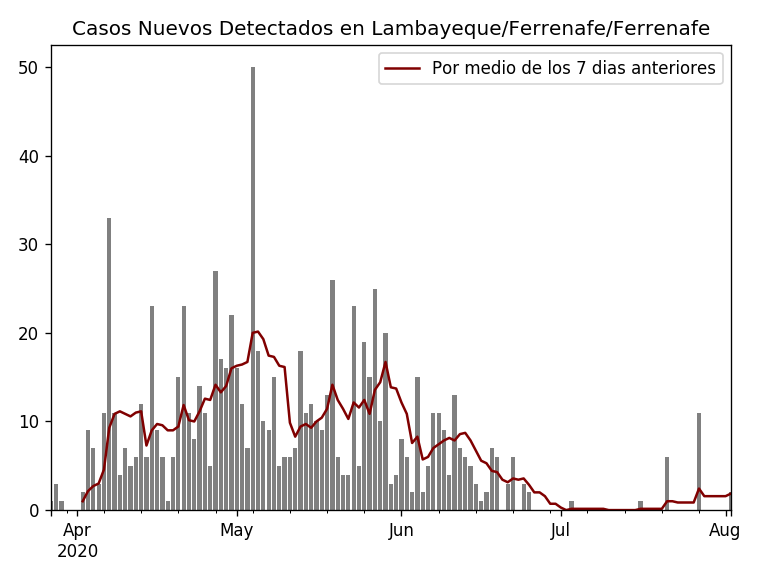 Casos Nuevos Detectados en Lambayeque/Ferrenafe/Ferrenafe
Por medio de los 7 dias anteriores
50
40
30
20
10
0
Apr May Jun Jul Aug
2020